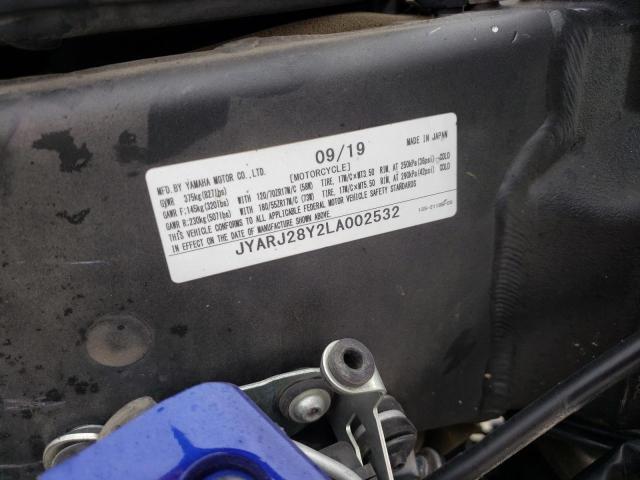 MFD. BY YAMAHA MOTOR CO., LTD. 09/19 MADE IN JAPAN
[MOTORCYCLE]
GVWR 375kg(827lbs)
GAWR F: 145kg(320lbs) WITH 120/70ZR17M/C (58W) TIRE, 17M/C×MT3.50 RIM, AT 250kPa(36psi) COLD
GAWR R: 230kg(507lbs) WITH 180/55ZR17M/C (73W) TIRE, 17M/C×MT5.50 RIM, AT 290kPa(42psi) COLD
THIS VEHICLE CONFORMS TO ALL APPLICABLE FEDERAL MOTOR VEHICLE SAFETY STANDARDS
IN EFFECT ON THE DATE OF MANUFACTURE SHOWN ABOVE.
JYARJ28Y2LA002532